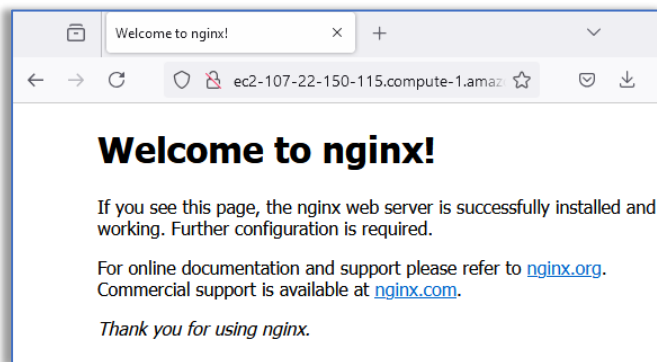 Welcome to nginx!
ec2-107-22-150-115.compute-1.amaz
Welcome to nginx!
If you see this page, the nginx web server is successfully installed and
working. Further configuration is required.
For online documentation and support please refer to nginx.org.
Commercial support is available at nginx.com.
Thank you for using nginx.